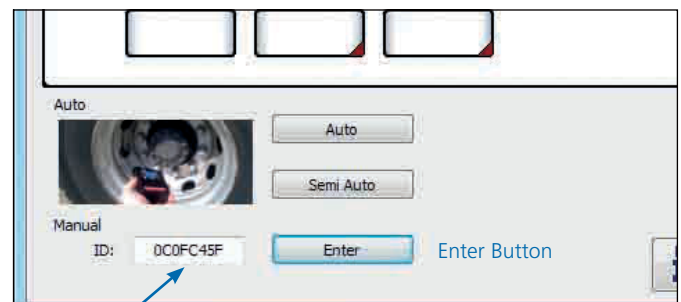 Auto
Auto
Semi Auto
Manual
ID: 0C0FC45F Enter Enter Button